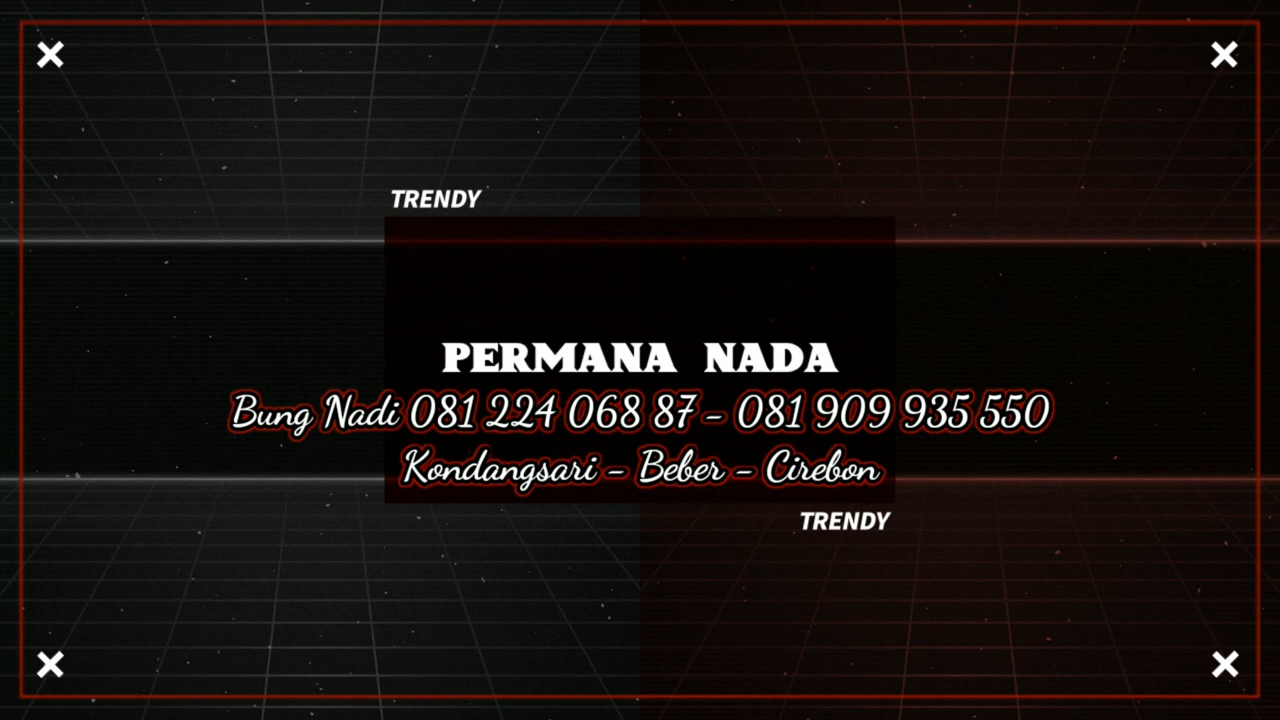 TRENDY
PERMANA NADA
Bung Nadi 081 224 068 87 - 081 909 935 550
Kondangsari - Beber - Cirebon
TRENDY